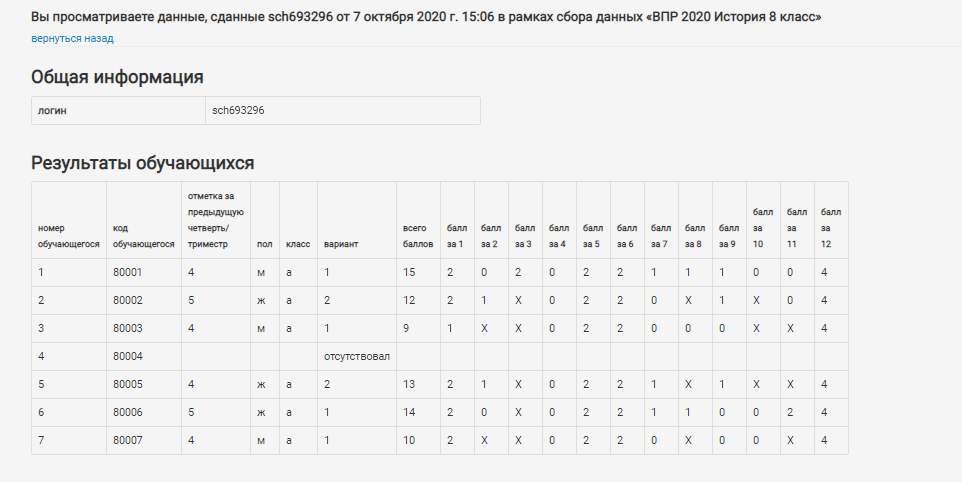 Вы просматриваете данные, сданные sch693296 от 7 октября 2020 г. 15:06 в рамках сбора данных «ВПР 2020 История 8 класс»
вернуться назад
Общая информация
логин sch693296
Результаты обучающихся
номер обучающегося код обучающегося отметка за предыдущую четверть/триместр пол класс вариант всего баллов балл за 1 балл за 2 балл за 3 балл за 4 балл за 5 балл за 6 балл за 7 балл за 8 балл за 9 балл за 10 балл за 11 балл за 12
1 80001 4 м а 1 15 2 0 2 0 2 2 1 1 1 0 0 4
2 80002 5 ж а 2 12 2 1 X 0 2 2 0 X 1 X 0 4
3 80003 4 м а 1 9 1 X X 0 2 2 0 0 0 X X 4
4 80004 отсутствовал
5 80005 4 ж а 2 13 2 1 X 0 2 2 1 X 1 X X 4
6 80006 5 ж а 1 14 2 0 X 0 2 2 1 1 0 0 2 4
7 80007 4 м а 1 10 2 X X 0 2 2 0 X 0 0 X 4